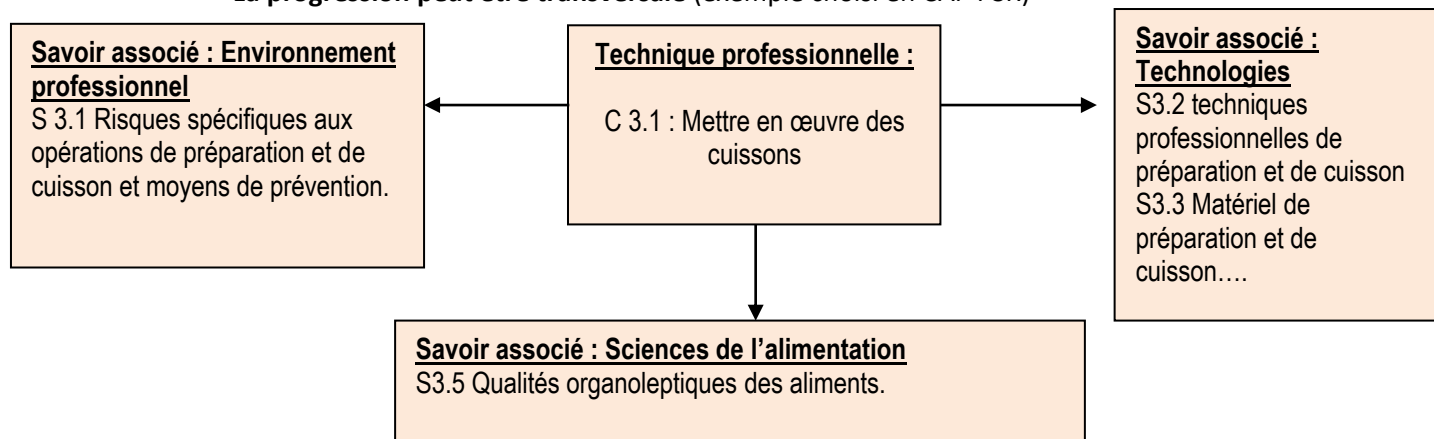 La progression peut être transversale (exemple choisi en CAP PSR)
Savoir associé : Environnement
professionnel
S 3.1 Risques spécifiques aux
opérations de préparation et de
cuisson et moyens de prévention.
Technique professionnelle :
C 3.1 : Mettre en œuvre des
cuissons
Savoir associé :
Technologies
S3.2 techniques
professionnelles de
préparation et de cuisson
S3.3 Matériel de
préparation et de
cuisson….
Savoir associé : Sciences de l’alimentation
S3.5 Qualités organoleptiques des aliments.